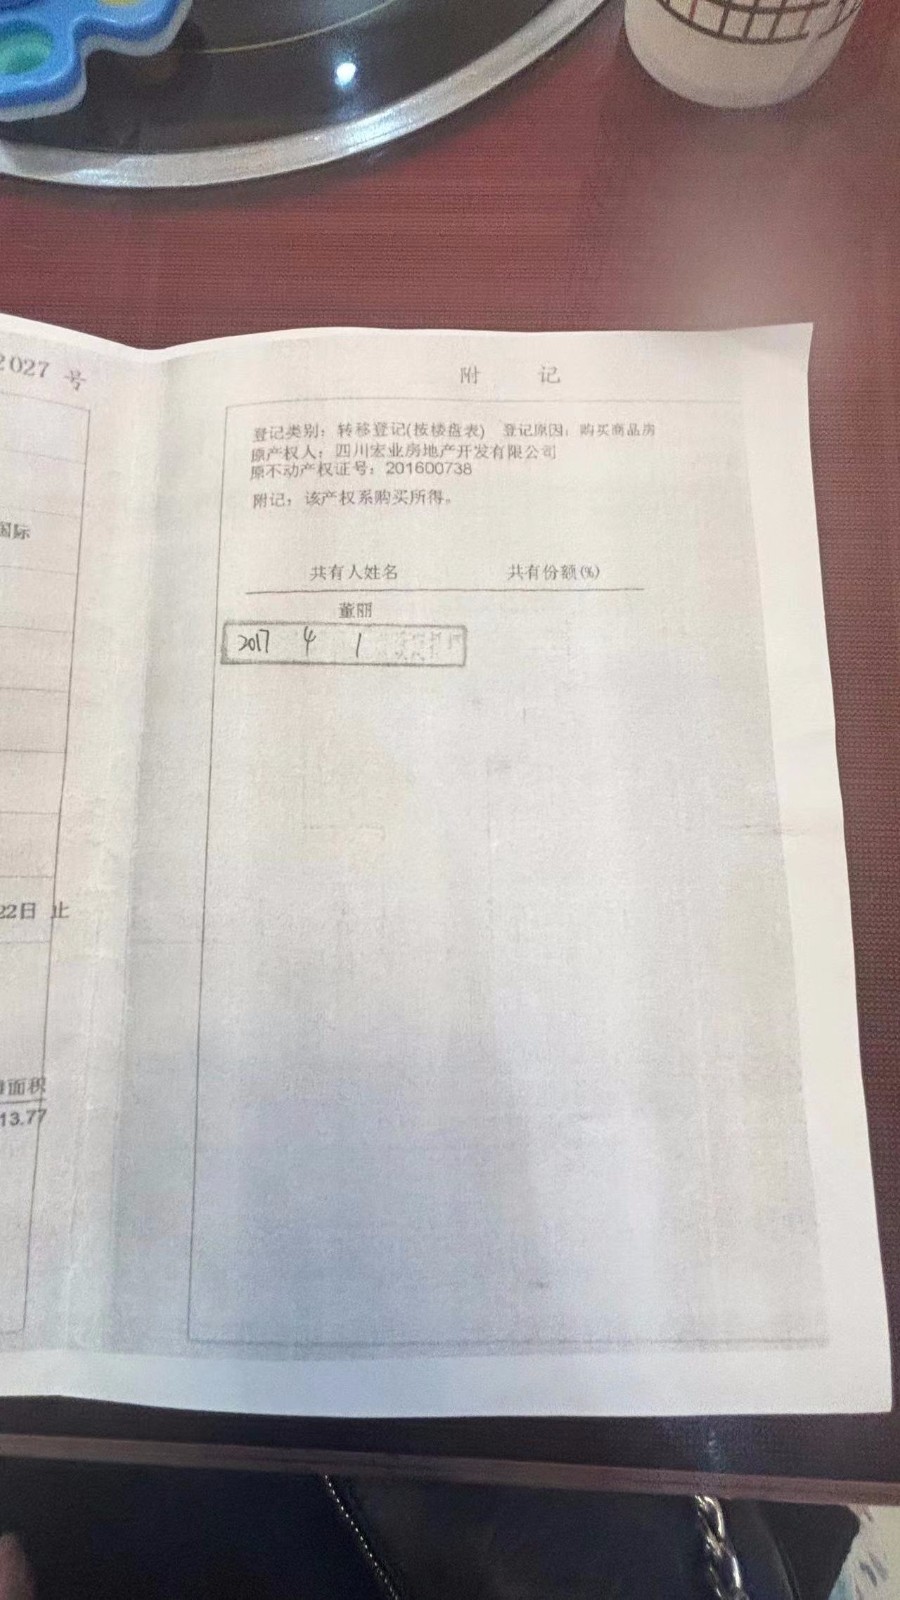 2027 号
附 记
登记类别：转移登记(按楼盘表) 登记原因：购买商品房
原产权人：四川宏业房地产开发有限公司
原不动产权证号：201600738
附记：该产权系购买所得。
国际
共有人姓名 共有份额(%)
董丽
2017 4 1
22日 止
面积
13.77